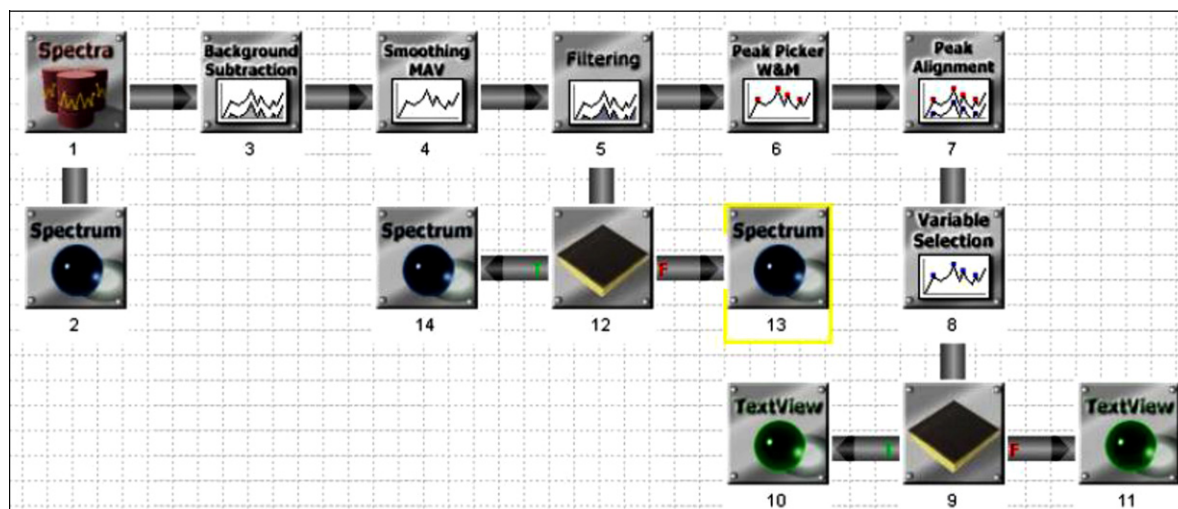 Spectra
Background
Subtraction
Smoothing
MAV
Filtering
Peak Picker
W&M
Peak
Alignment
1
3
4
5
6
7
Spectrum
Spectrum
T
F
Spectrum
Variable
Selection
2
14
12
13
8
TextView
T
F
TextView
10
9
11